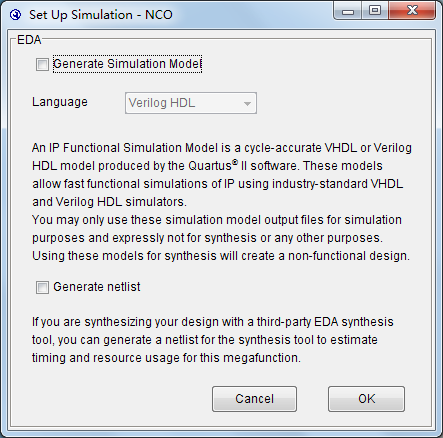 Set Up Simulation - NCO
EDA
Generate Simulation Model
Language
Verilog HDL
An IP Functional Simulation Model is a cycle-accurate VHDL or Verilog
HDL model produced by the Quartus® II software. These models
allow fast functional simulations of IP using industry-standard VHDL
and Verilog HDL simulators.
You may only use these simulation model output files for simulation
purposes and expressly not for synthesis or any other purposes.
Using these models for synthesis will create a non-functional design.
Generate netlist
If you are synthesizing your design with a third-party EDA synthesis
tool, you can generate a netlist for the synthesis tool to estimate
timing and resource usage for this megafunction.
Cancel
OK